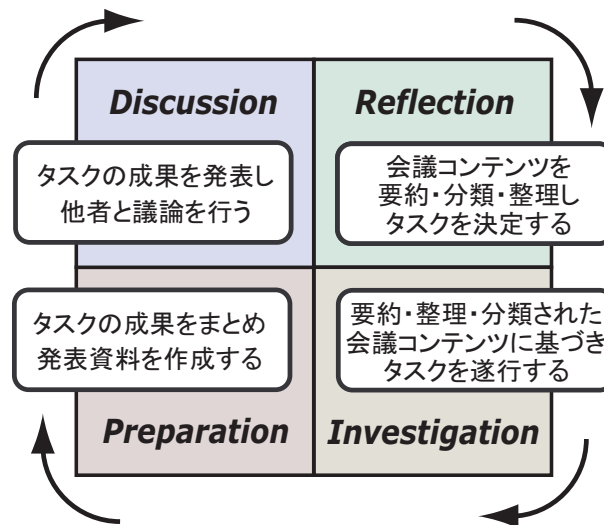 Discussion
タスクの成果を発表し
他者と議論を行う
Reflection
会議コンテンツを
要約・分類・整理し
タスクを決定する
タスクの成果をまとめ
発表資料を作成する
Preparation
要約・整理・分類された
会議コンテンツに基づき
タスクを遂行する
Investigation